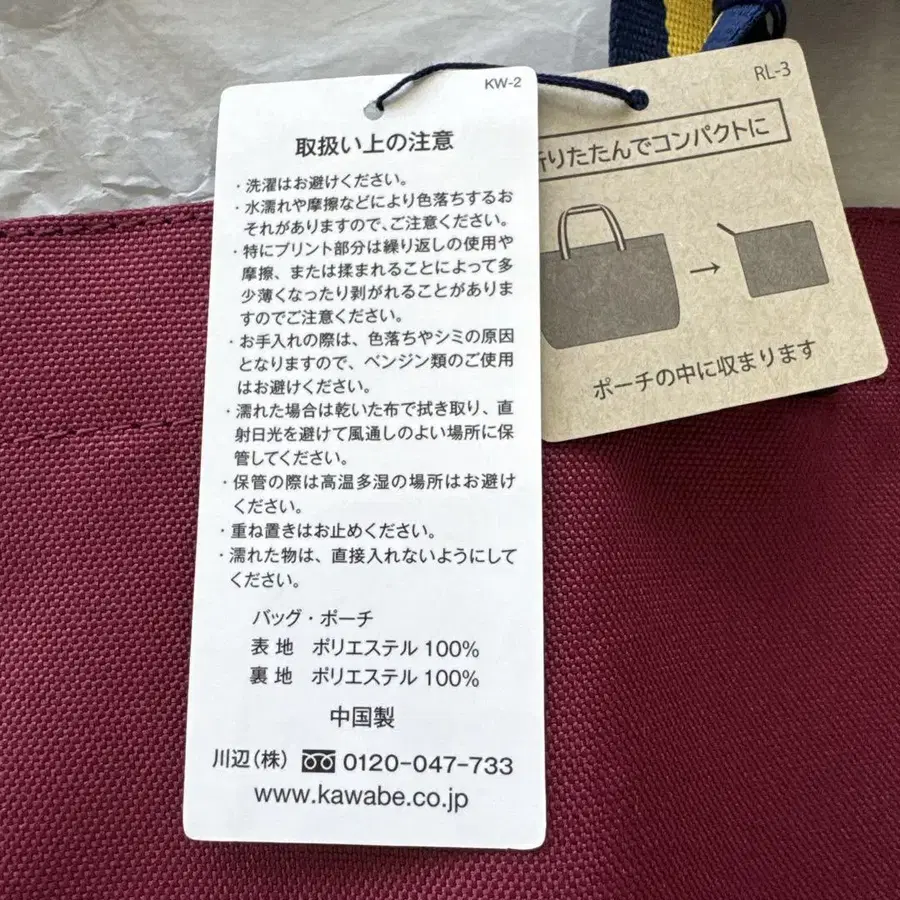 KW-2
取扱い上の注意
・洗濯はお避けください。
・水濡れや摩擦などにより色落ちするお
それがありますので、ご注意ください。
・特にプリント部分は繰り返しの使用や
摩擦、または揉まれることによって多
少薄くなったり剥がれることがありま
すのでご注意ください。
・お手入れの際は、色落ちやシミの原因
となりますので、ベンジン類のご使用
はお避けください。
・濡れた場合は乾いた布で拭き取り、直
射日光を避けて風通しのよい場所に保
管してください。
・保管の際は高温多湿の場所はお避け
ください。
・重ね置きはお止めください。
・濡れた物は、直接入れないようにして
ください。
バッグ・ポーチ
表地 ポリエステル 100%
裏地 ポリエステル 100%
中国製
川辺(株) 0120-047-733
www.kawabe.co.jp
RL-3
折りたたんでコンパクトに
ポーチの中に収まります